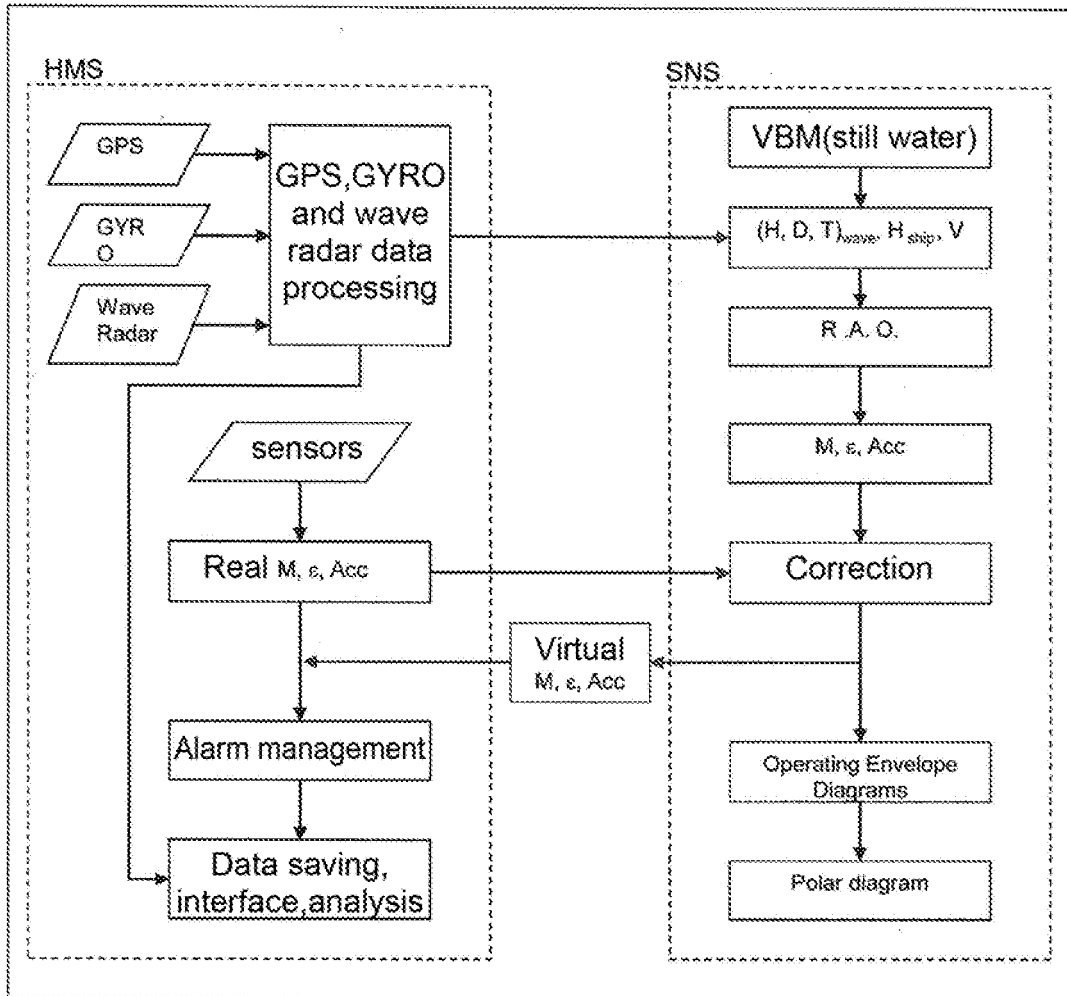 HMS
GPS
GYR
O
Wave
Radar
GPS,GYRO
and wave
radar data
processing
sensors
Real M, ε, Acc
Alarm management
Data saving,
interface,analysis
Virtual
M, ε, Acc
SNS
VBM(still water)
(H, D, T)wave, H ship, V
R .A. O.
M, ε, Acc
Correction
Operating Envelope
Diagrams
Polar diagram